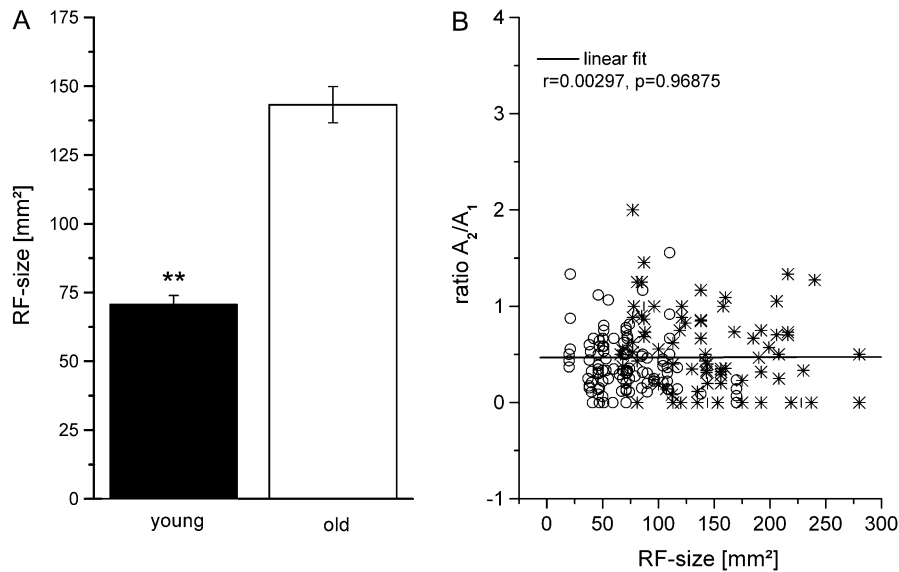 A
RF-size [mm²]
175
150
125
100
75
50
25
0
**
young
old
B
ratio A₂/A₁
4
3
2
1
0
-1
linear fit
r=0.00297, p=0.96875
0
50
100
150
200
250
300
RF-size [mm²]